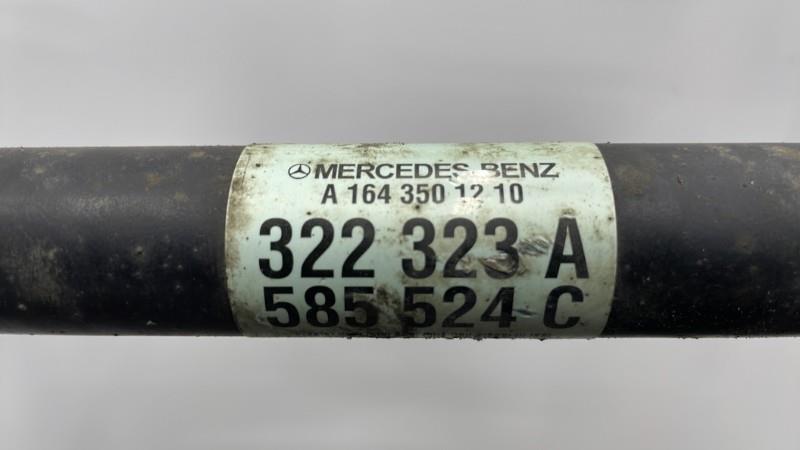 MERCEDES-BENZ
A 164 350 12 10
322 323 A
585 524 C